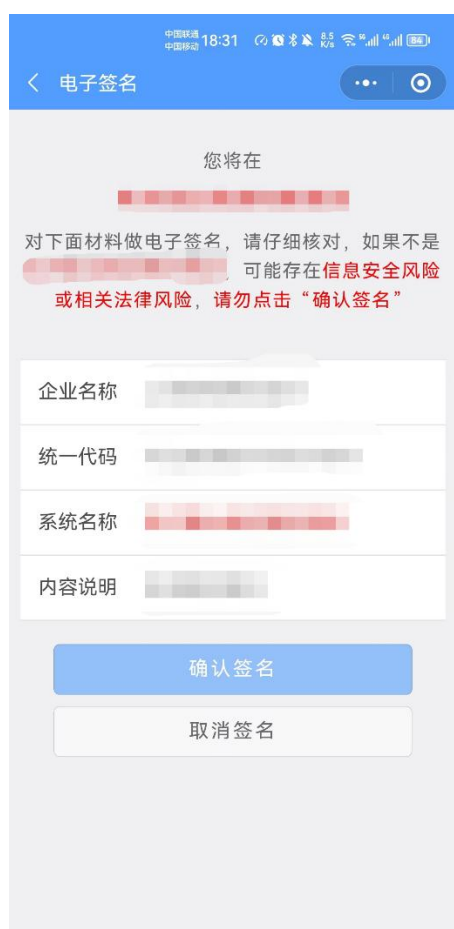 中国联通
中国移动 18:31 8.5 K/s 5G 4G 84
电子签名
您将在
对下面材料做电子签名，请仔细核对，如果不是
可能存在信息安全风险
或相关法律风险，请勿点击“确认签名”
企业名称
统一代码
系统名称
内容说明
确认签名
取消签名